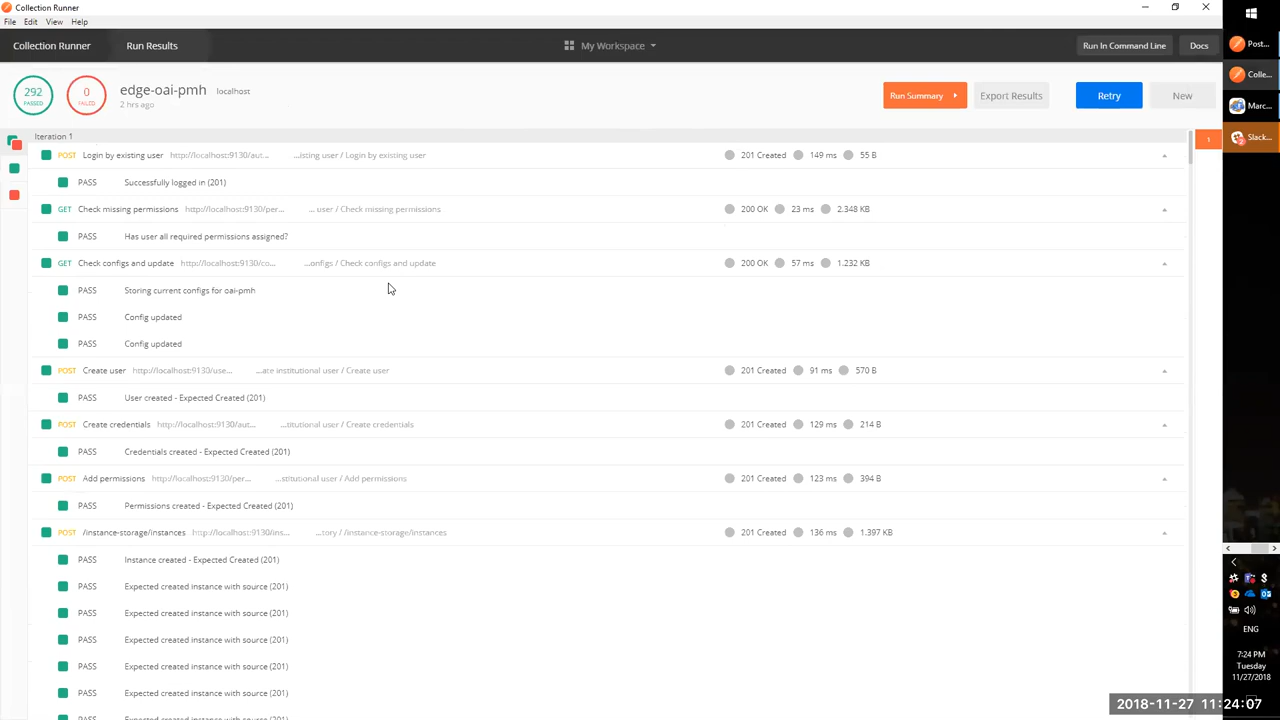 Collection Runner
File Edit View Help
Collection Runner Run Results My Workspace Run In Command Line Docs
292 PASSED 0 FAILED edge-oai-pmh localhost 2 hrs ago Run Summary Export Results Retry New
Iteration 1
1
POST Login by existing user http://localhost:9130/aut... ...isting user / Login by existing user 201 Created 149 ms 55 B
PASS Successfully logged in (201)
GET Check missing permissions http://localhost:9130/per... ... user / Check missing permissions 200 OK 23 ms 2.348 KB
PASS Has user all required permissions assigned?
GET Check configs and update http://localhost:9130/co... ...onfigs / Check configs and update 200 OK 57 ms 1.232 KB
PASS Storing current configs for oai-pmh
PASS Config updated
PASS Config updated
POST Create user http://localhost:9130/use... ...ate institutional user / Create user 201 Created 91 ms 570 B
PASS User created - Expected Created (201)
POST Create credentials http://localhost:9130/aut... ...titutional user / Create credentials 201 Created 129 ms 214 B
PASS Credentials created - Expected Created (201)
POST Add permissions http://localhost:9130/per... ...stitutional user / Add permissions 201 Created 123 ms 394 B
PASS Permissions created - Expected Created (201)
POST /instance-storage/instances http://localhost:9130/ins... ...tory / /instance-storage/instances 201 Created 136 ms 1.397 KB
PASS Instance created - Expected Created (201)
PASS Expected created instance with source (201)
PASS Expected created instance with source (201)
PASS Expected created instance with source (201)
PASS Expected created instance with source (201)
PASS Expected created instance with source (201)
Post...
Colle...
Marc...
Slack...
ENG
7:24 PM
Tuesday
11/27/2018
2018-11-27 11:24:07